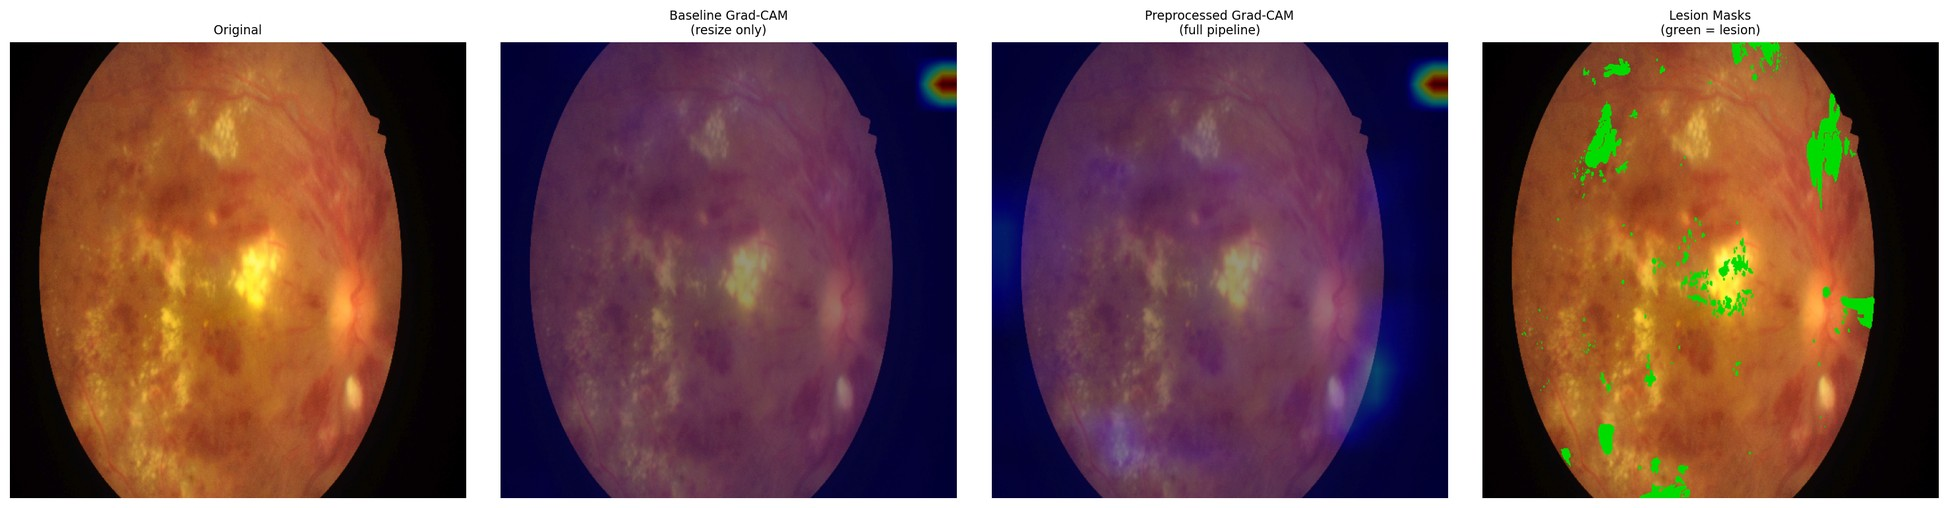 Original
Baseline Grad-CAM
(resize only)
Preprocessed Grad-CAM
(full pipeline)
Lesion Masks
(green = lesion)